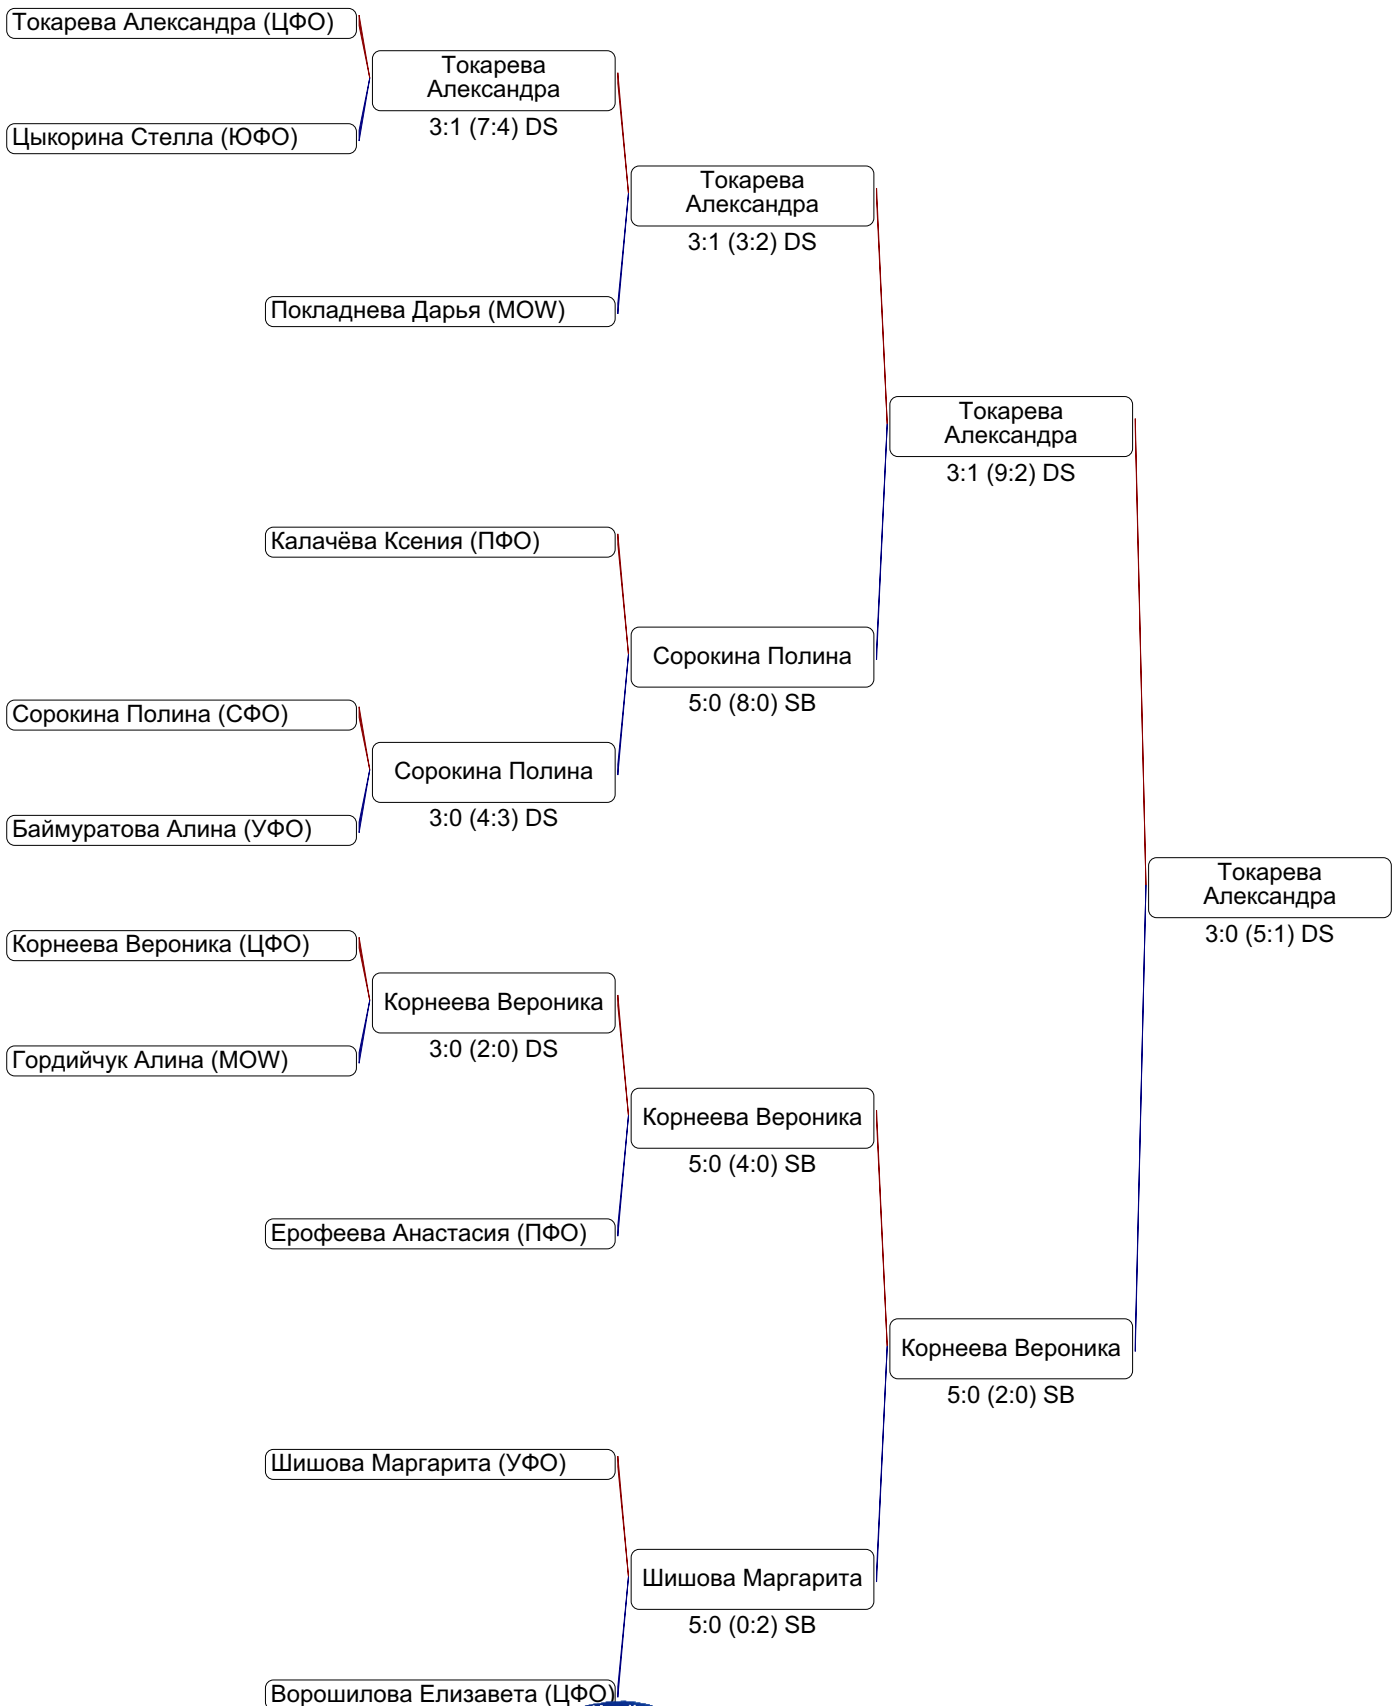 Токарева Александра (ЦФО)
Токарева
Александра
3:1 (7:4) DS
Цыкорина Стелла (ЮФО)
Токарева
Александра
3:1 (3:2) DS
Покладнева Дарья (MOW)
Токарева
Александра
3:1 (9:2) DS
Калачёва Ксения (ПФО)
Сорокина Полина
5:0 (8:0) SB
Сорокина Полина (СФО)
Сорокина Полина
3:0 (4:3) DS
Баймуратова Алина (УФО)
Токарева
Александра
3:0 (5:1) DS
Корнеева Вероника (ЦФО)
Корнеева Вероника
3:0 (2:0) DS
Гордийчук Алина (MOW)
Корнеева Вероника
5:0 (4:0) SB
Ерофеева Анастасия (ПФО)
Корнеева Вероника
5:0 (2:0) SB
Шишова Маргарита (УФО)
Шишова Маргарита
5:0 (0:2) SB
Ворошилова Елизавета (ЦФО)